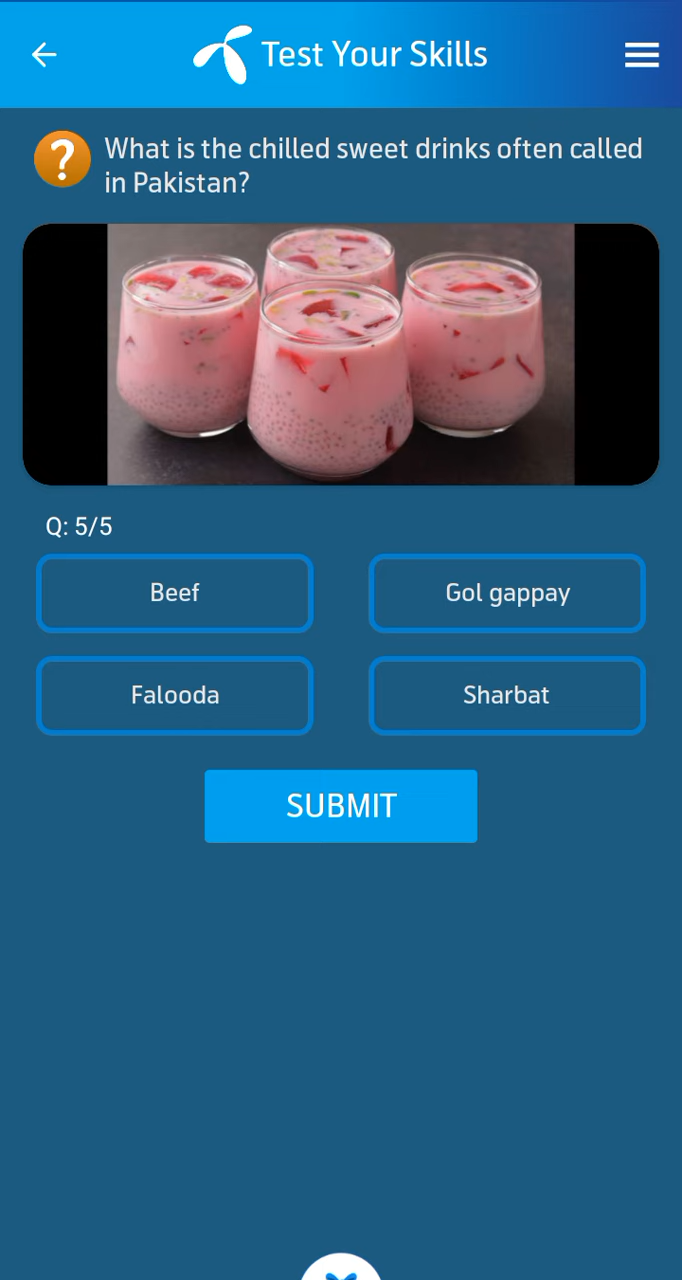 Test Your Skills
?
What is the chilled sweet drinks often called
in Pakistan?
Q: 5/5
Beef
Gol gappay
Falooda
Sharbat
SUBMIT